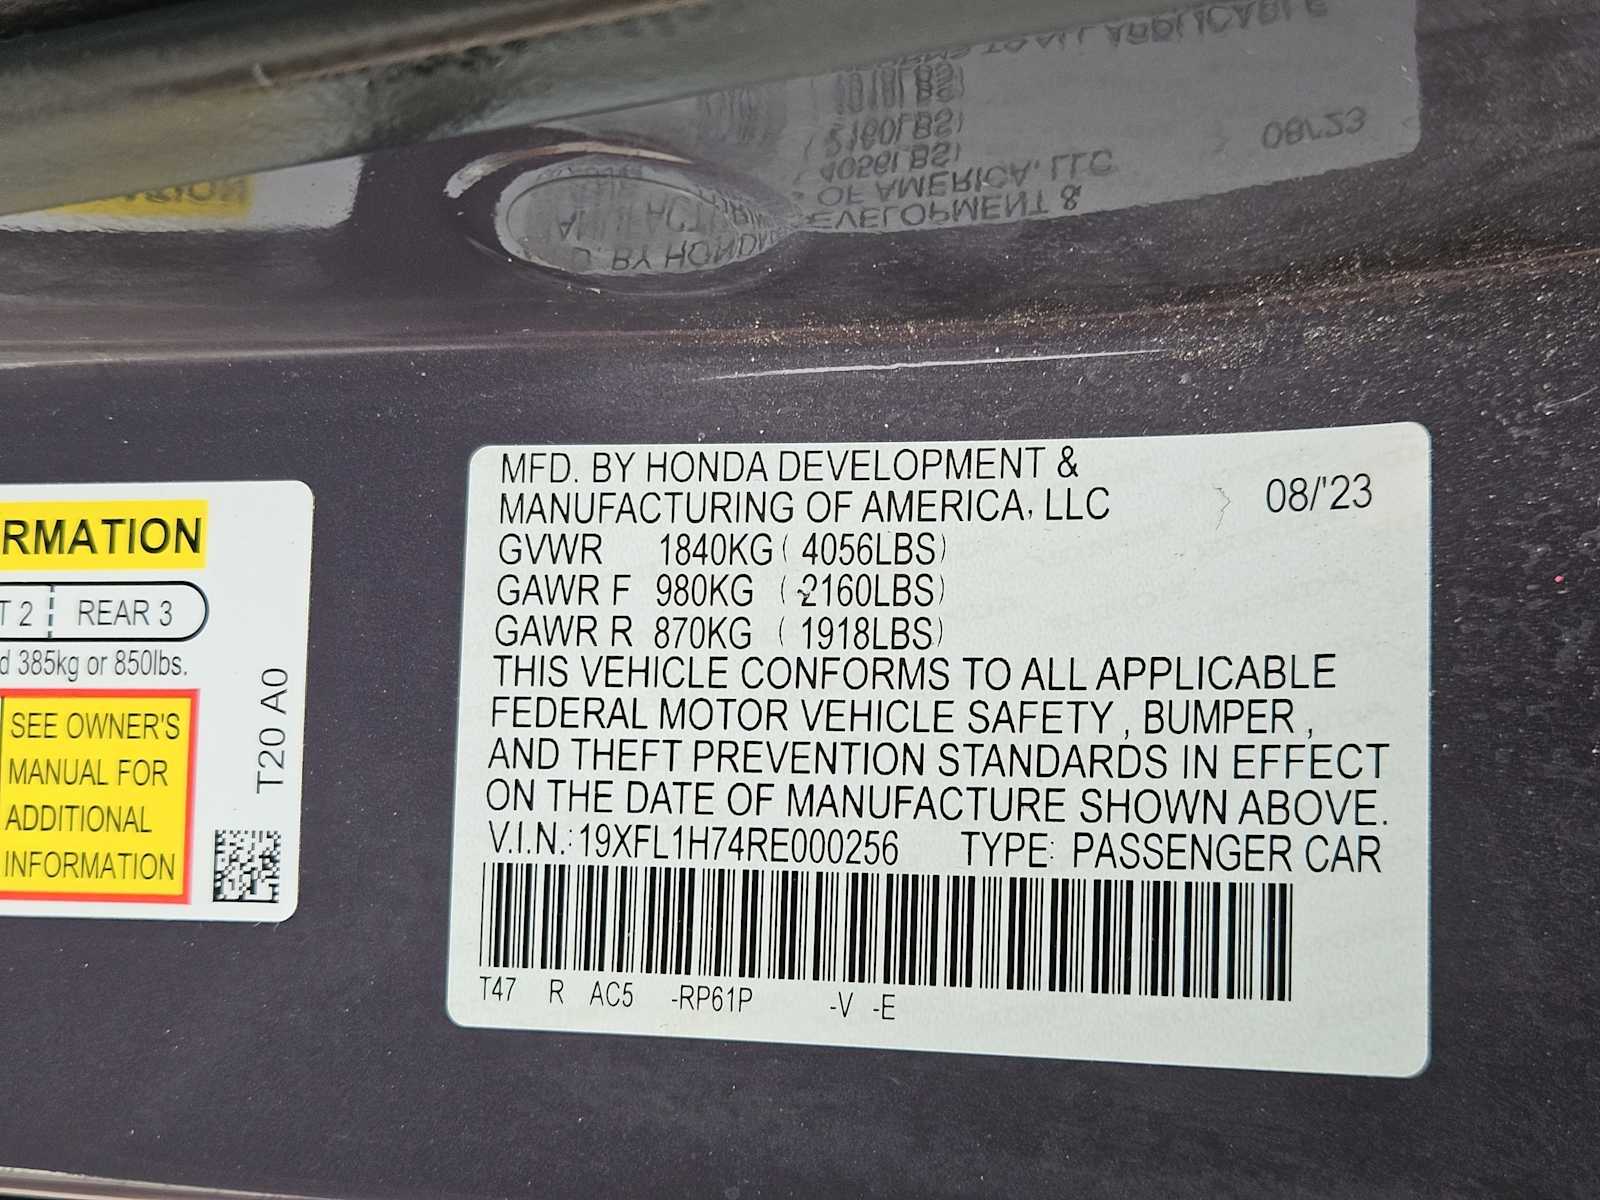 MFD. BY HONDA DEVELOPMENT &
MANUFACTURING OF AMERICA, LLC 08/'23
GVWR 1840KG ( 4056LBS)
GAWR F 980KG ( 2160LBS)
GAWR R 870KG ( 1918LBS)
THIS VEHICLE CONFORMS TO ALL APPLICABLE
FEDERAL MOTOR VEHICLE SAFETY , BUMPER ,
AND THEFT PREVENTION STANDARDS IN EFFECT
ON THE DATE OF MANUFACTURE SHOWN ABOVE.
V.I.N.: 19XFL1H74RE000256 TYPE: PASSENGER CAR
T47 R AC5 -RP61P -V -E
RMATION
T 2 REAR 3
d 385kg or 850lbs.
SEE OWNER'S
MANUAL FOR
ADDITIONAL
INFORMATION
T20 A0